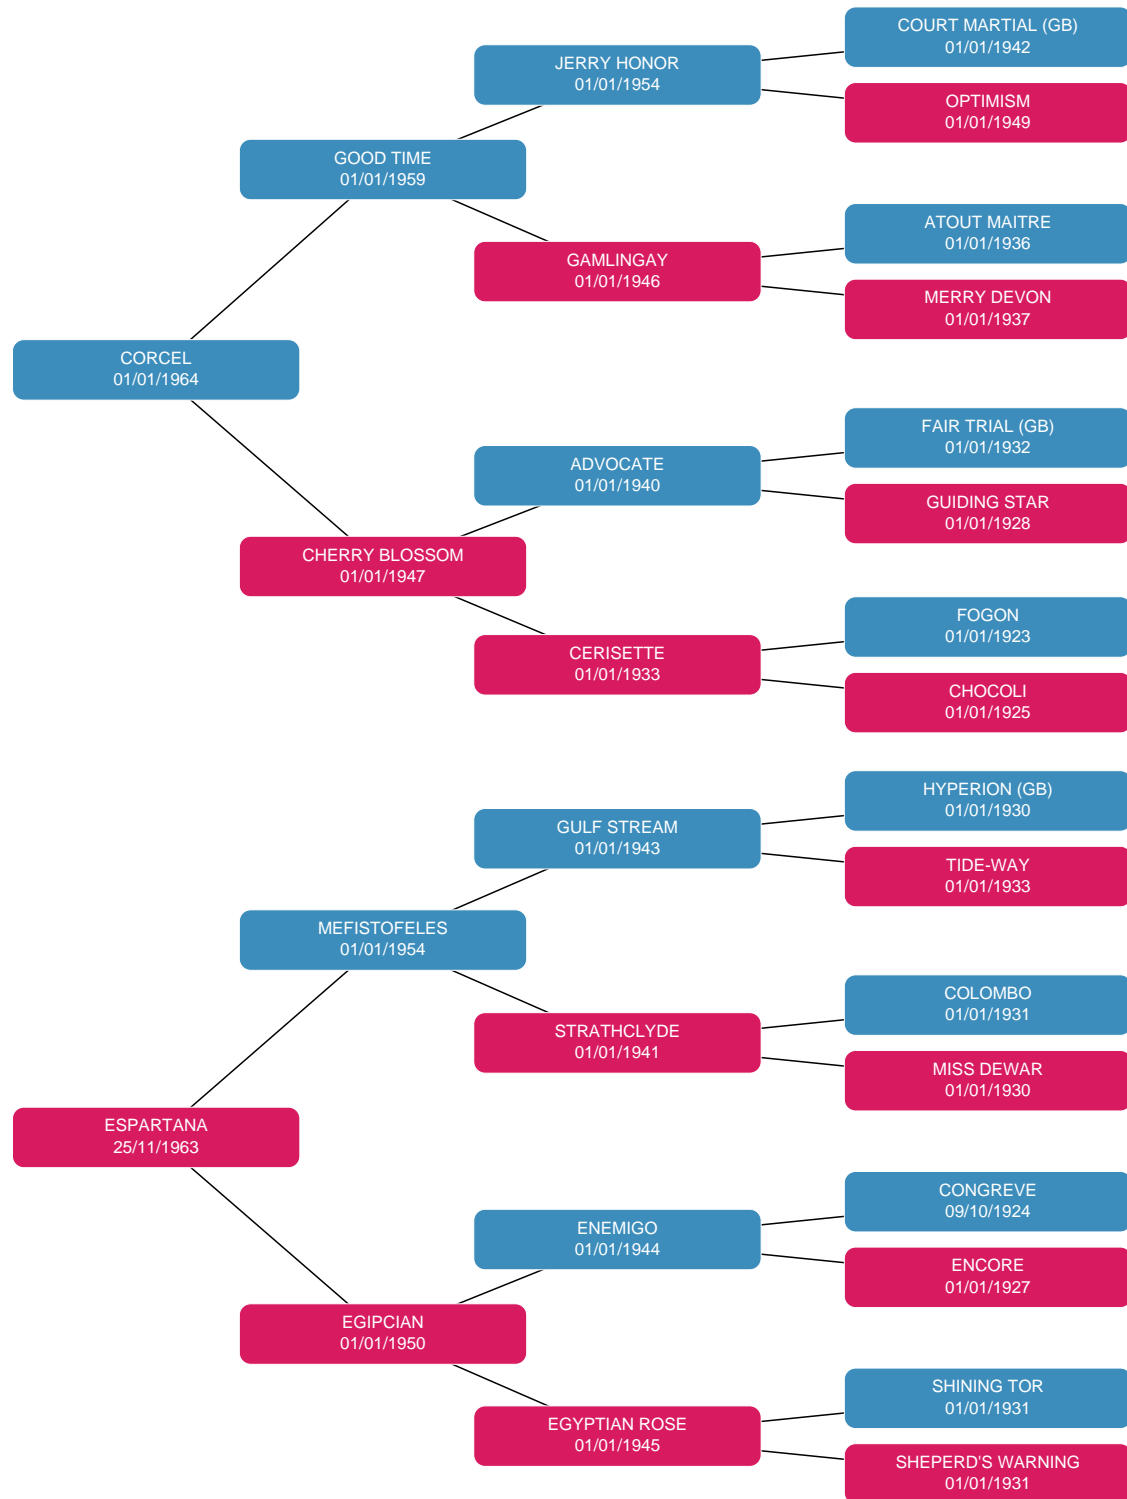 COURT MARTIAL (GB)
01/01/1942
JERRY HONOR
01/01/1954
OPTIMISM
01/01/1949
GOOD TIME
01/01/1959
ATOUT MAITRE
01/01/1936
GAMLINGAY
01/01/1946
MERRY DEVON
01/01/1937
CORCEL
01/01/1964
FAIR TRIAL (GB)
01/01/1932
ADVOCATE
01/01/1940
GUIDING STAR
01/01/1928
CHERRY BLOSSOM
01/01/1947
FOGON
01/01/1923
CERISETTE
01/01/1933
CHOCOLI
01/01/1925
HYPERION (GB)
01/01/1930
GULF STREAM
01/01/1943
TIDE-WAY
01/01/1933
MEFISTOFELES
01/01/1954
COLOMBO
01/01/1931
STRATHCLYDE
01/01/1941
MISS DEWAR
01/01/1930
ESPARTANA
25/11/1963
CONGREVE
09/10/1924
ENEMIGO
01/01/1944
ENCORE
01/01/1927
EGIPCIAN
01/01/1950
SHINING TOR
01/01/1931
EGYPTIAN ROSE
01/01/1945
SHEPERD'S WARNING
01/01/1931